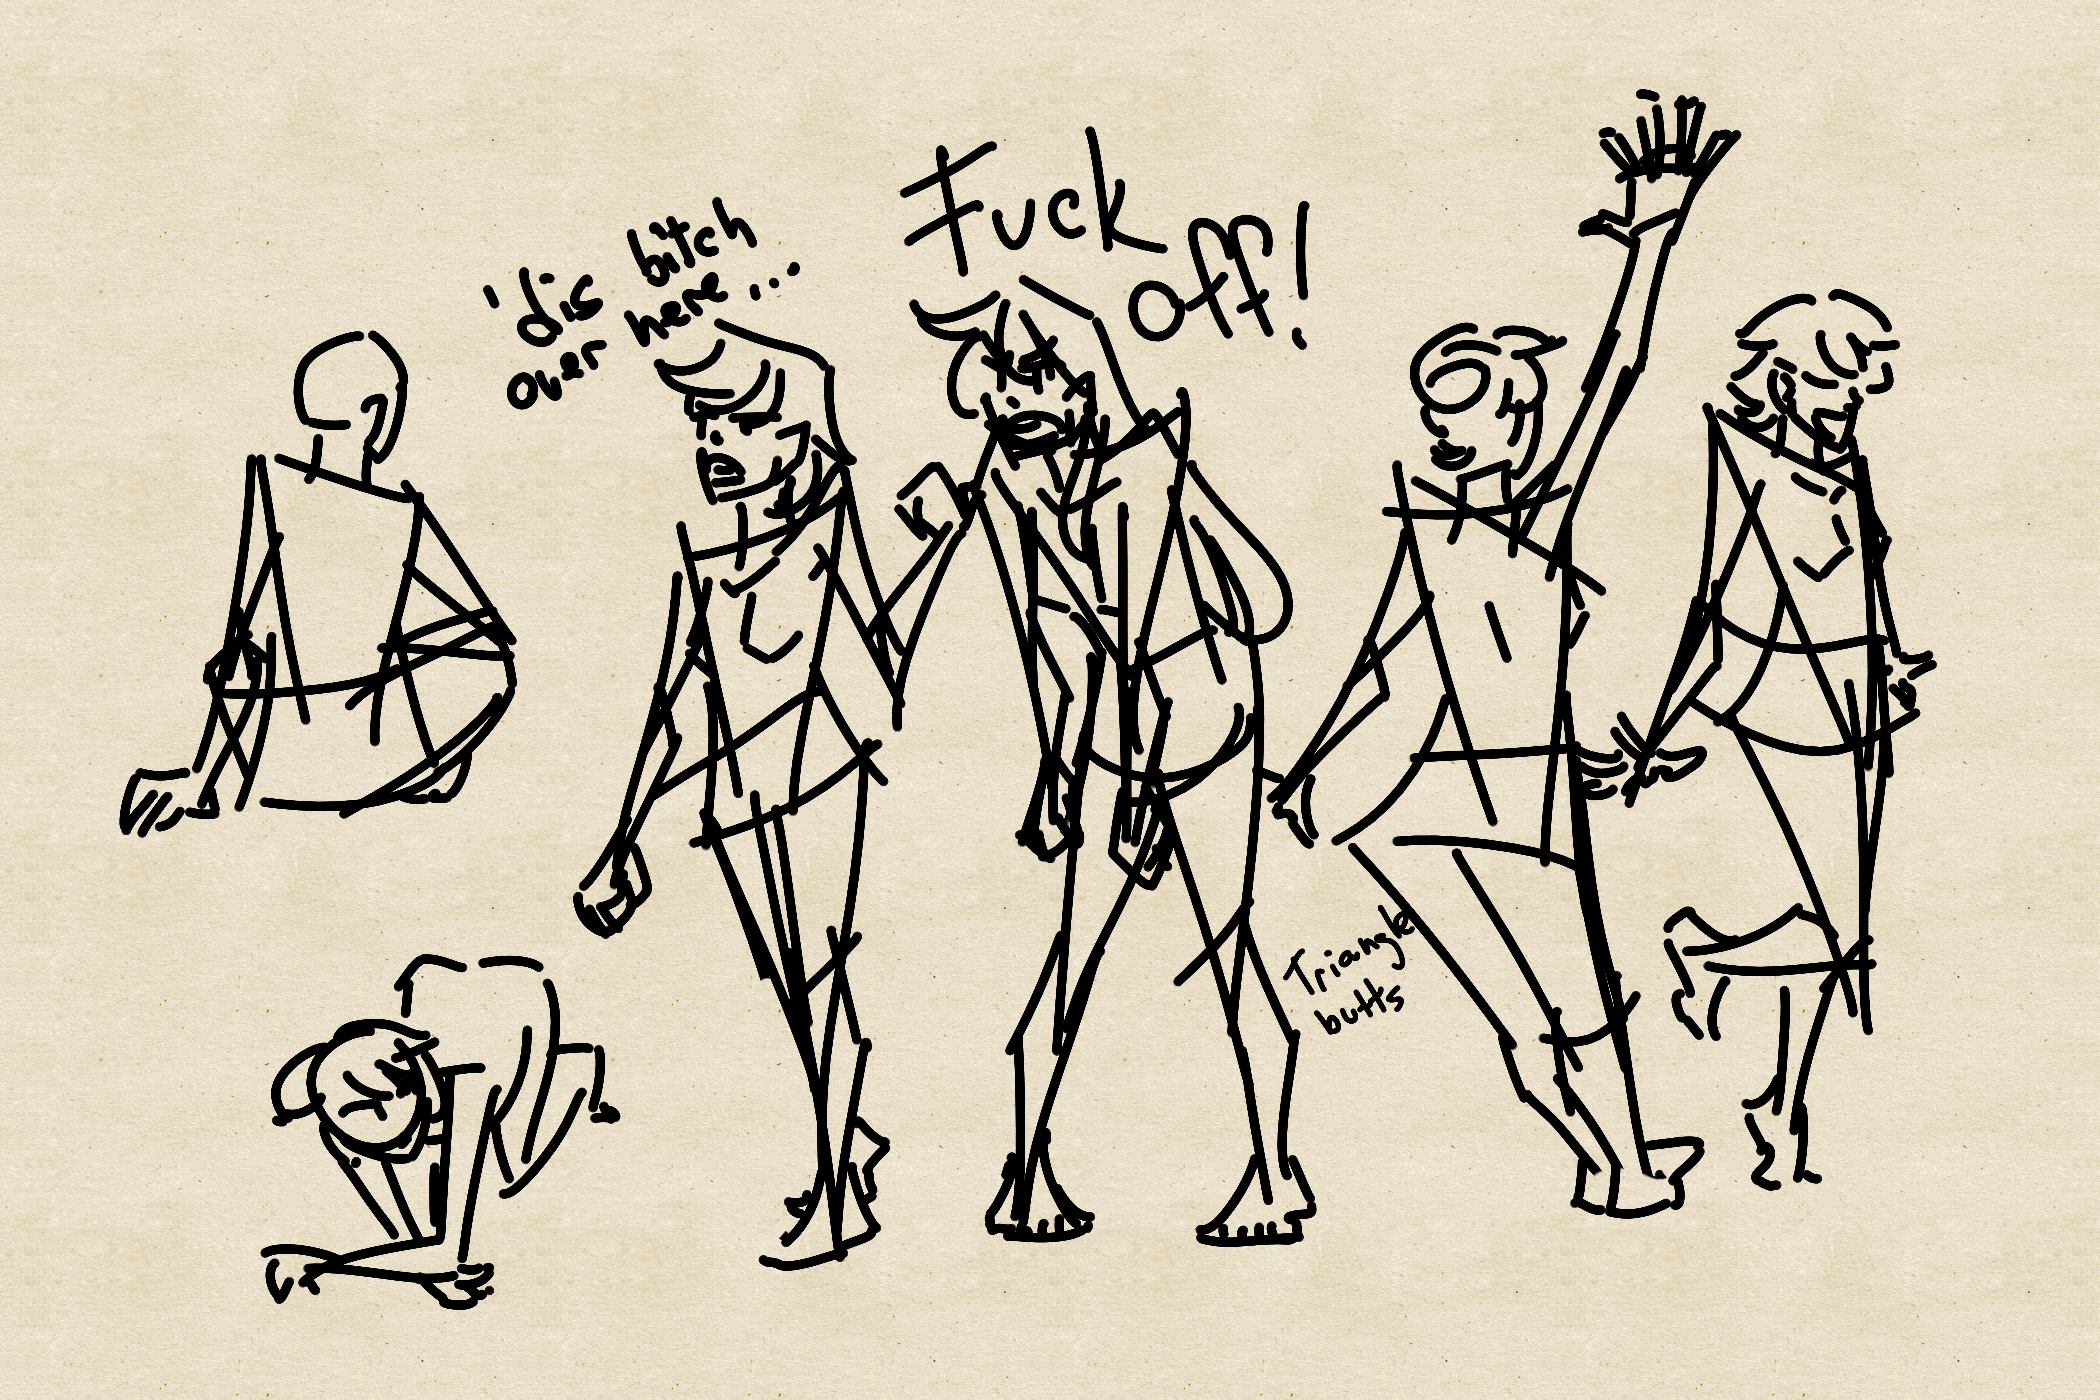 'dis bitch
over here...
Fuck
off!
Triangle
butts